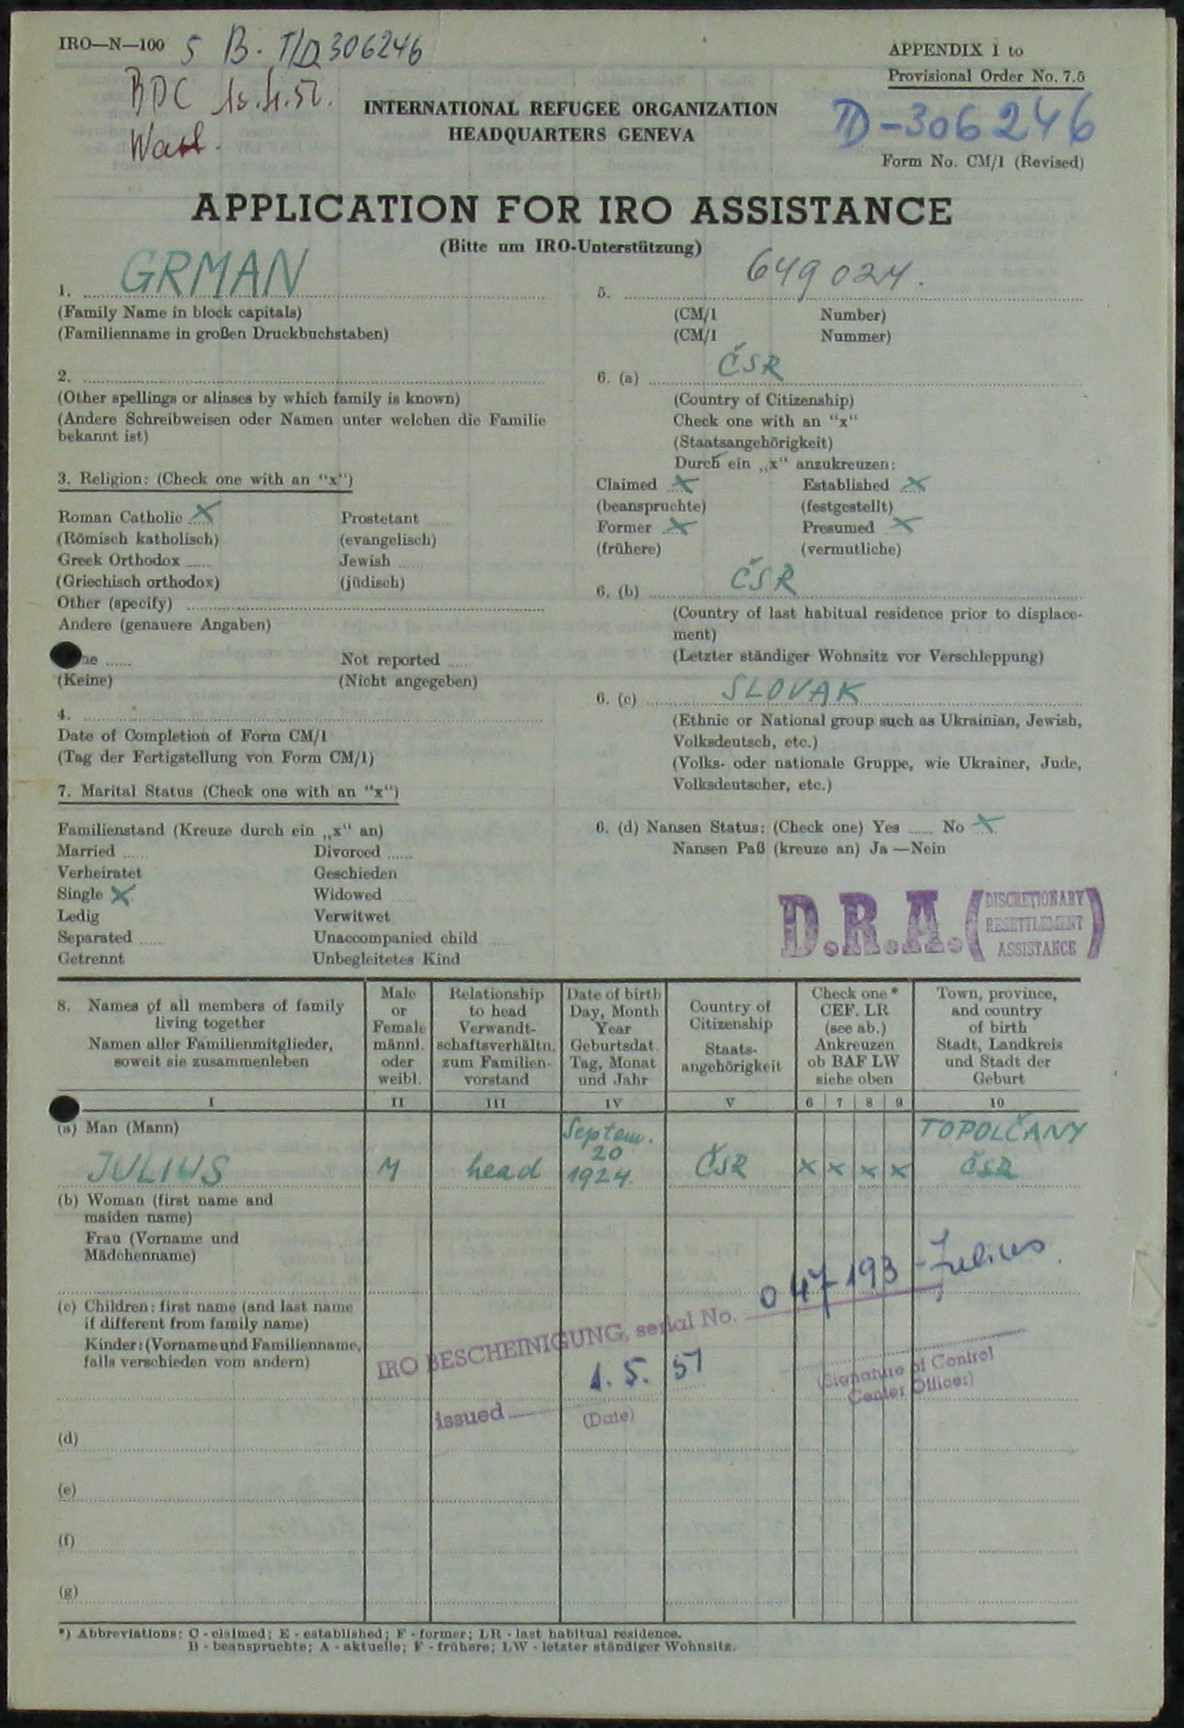 IRO—N—100 5 B. T/D 306246
APPENDIX 1 to
Provisional Order No. 7.5
BDC
INTERNATIONAL REFUGEE ORGANIZATION
HEADQUARTERS GENEVA
TD-306246
Form No. CM/1 (Revised)
APPLICATION FOR IRO ASSISTANCE
(Bitte um IRO-Unterstützung)
1. GRMAN
(Family Name in block capitals)
(Familienname in großen Druckbuchstaben)
2.
(Other spellings or aliases by which family is known)
(Andere Schreibweisen oder Namen unter welchen die Familie
bekannt ist)
3. Religion: (Check one with an "x")
Roman Catholic x Prostetant
(Römisch katholisch) (evangelisch)
Greek Orthodox Jewish
(Griechisch orthodox) (jüdisch)
Other (specify)
Andere (genauere Angaben)
ne Not reported
(Keine) (Nicht angegeben)
4.
Date of Completion of Form CM/1
(Tag der Fertigstellung von Form CM/1)
7. Marital Status (Check one with an "x")
Familienstand (Kreuze durch ein „x" an)
Married Divorced
Verheiratet Geschieden
Single x Widowed
Ledig Verwitwet
Separated Unaccompanied child
Getrennt Unbegleitetes Kind
5. 649024.
(CM/1 Number)
(CM/1 Nummer)
6. (a) ČSR
(Country of Citizenship)
Check one with an "x"
(Staatsangehörigkeit)
Durch ein „x" anzukreuzen:
Claimed x Established x
(beanspruchte) (festgestellt)
Former x Presumed x
(frühere) (vermutliche)
6. (b) ČSR
(Country of last habitual residence prior to displace-
ment)
(Letzter ständiger Wohnsitz vor Verschleppung)
6. (c) SLOVAK
(Ethnic or National group such as Ukrainian, Jewish,
Volksdeutsch, etc.)
(Volks- oder nationale Gruppe, wie Ukrainer, Jude,
Volksdeutscher, etc.)
6. (d) Nansen Status: (Check one) Yes No x
Nansen Paß (kreuze an) Ja —Nein
D.R.A. (DISCRETIONARY
RESETTLEMENT
ASSISTANCE)
8. Names of all members of family
living together
Namen aller Familienmitglieder,
soweit sie zusammenleben
Male
or
Female
männl.
oder
weibl.
Relationship
to head
Verwandt-
schaftsverhältn.
zum Familien-
vorstand
Date of birth
Day, Month
Year
Geburtsdat.
Tag, Monat
und Jahr
Country of
Citizenship
Staats-
angehörigkeit
Check one *
CEF. LR
(see ab.)
Ankreuzen
ob BAF LW
siehe oben
Town, province,
and country
of birth
Stadt, Landkreis
und Stadt der
Geburt
I II III IV V 6 7 8 9 10
(a) Man (Mann)
JULIUS M head Septem. 20 1924. ČSR x x x x TOPOLČANY ČSR
(b) Woman (first name and
maiden name)
Frau (Vorname und
Mädchenname)
(c) Children: first name (and last name
if different from family name)
Kinder: (Vorname und Familienname,
falls verschieden vom andern)
IRO BESCHEINIGUNG, serial No. 047193 - Julius
issued 1. 5. 51
(Date)
(Signature of Control
Center Officer)
(d)
(e)
(f)
(g)
*) Abbreviations: C - claimed; E - established; F - former; LR - last habitual residence.
B - beanspruchte; A - aktuelle; F - frühere; LW - letzter ständiger Wohnsitz.